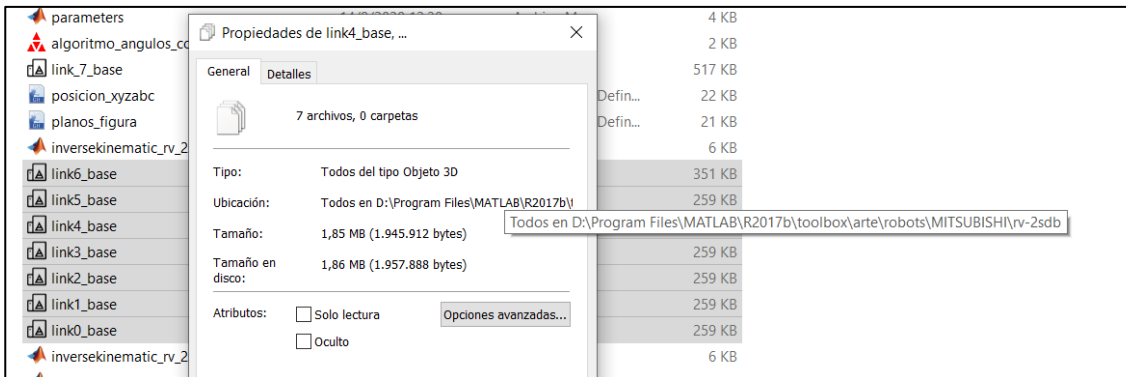 parameters 4 KB
algoritmo_angulos_cc 2 KB
link_7_base 517 KB
posicion_xyzabc Defin... 22 KB
planos_figura Defin... 21 KB
inversekinematic_rv_2 6 KB
link6_base 351 KB
link5_base 259 KB
link4_base
link3_base 259 KB
link2_base 259 KB
link1_base 259 KB
link0_base 259 KB
inversekinematic_rv_2 6 KB
Propiedades de link4_base, ...
General Detalles
7 archivos, 0 carpetas
Tipo: Todos del tipo Objeto 3D
Ubicación: Todos en D:\Program Files\MATLAB\R2017b\t
Todos en D:\Program Files\MATLAB\R2017b\toolbox\arte\robots\MITSUBISHI\rv-2sdb
Tamaño: 1,85 MB (1.945.912 bytes)
Tamaño en disco: 1,86 MB (1.957.888 bytes)
Atributos: Solo lectura Opciones avanzadas...
Oculto